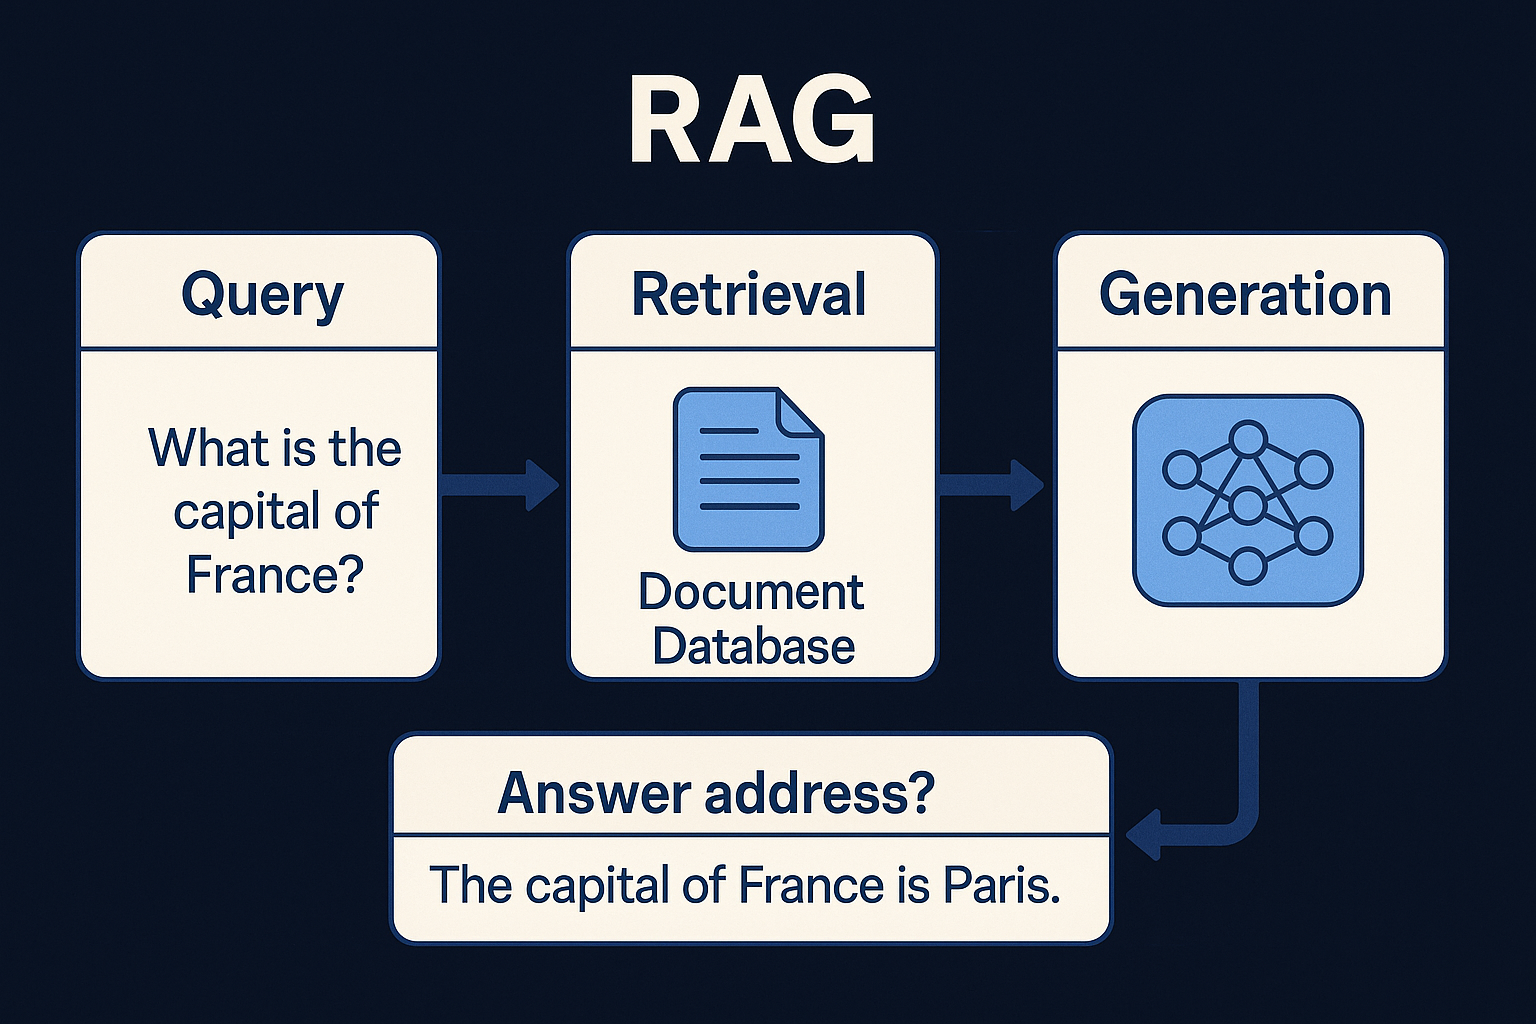 RAG
Query
What is the
capital of
France?
Retrieval
Document
Database
Generation
Answer address?
The capital of France is Paris.